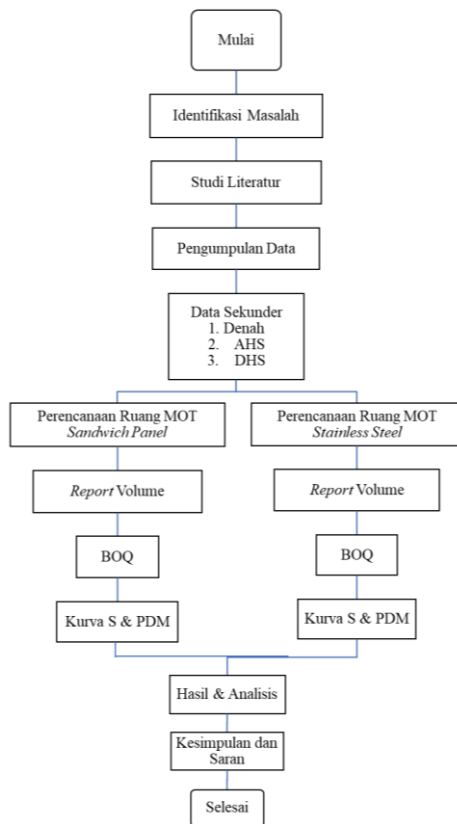 Mulai
Identifikasi Masalah
Studi Literatur
Pengumpulan Data
Data Sekunder
1. Denah
2. AHS
3. DHS
Perencanaan Ruang MOT
Sandwich Panel
Report Volume
BOQ
Kurva S & PDM
Perencanaan Ruang MOT
Stainless Steel
Report Volume
BOQ
Kurva S & PDM
Hasil & Analisis
Kesimpulan dan
Saran
Selesai